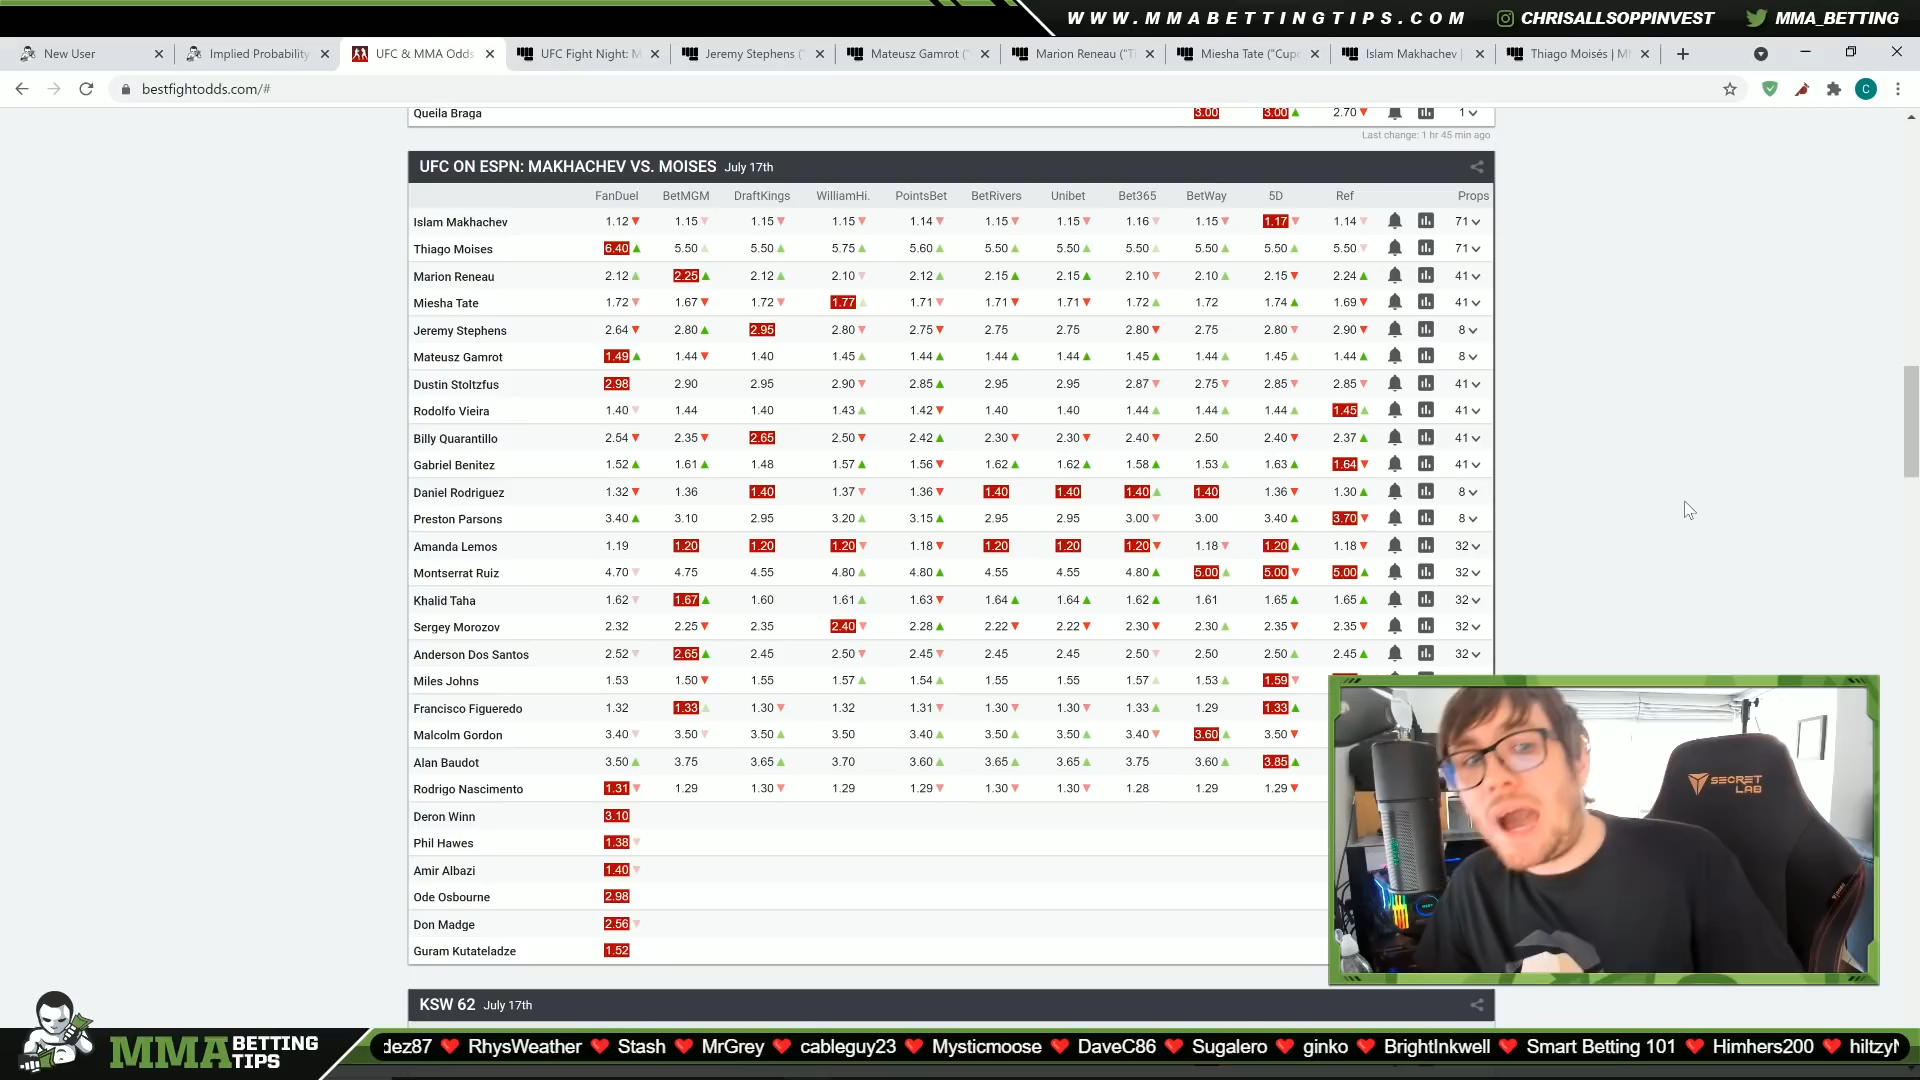 WWW.MMABETTINGTIPS.COM CHRISALLSOPPINVEST MMA_BETTING
New User Implied Probability UFC & MMA Odds UFC Fight Night: M Jeremy Stephens (" Mateusz Gamrot (" Marion Reneau ("T Miesha Tate ("Cupc Islam Makhachev | Thiago Moisés | M
bestfightodds.com/# C
Queila Braga 3.00 3.00▲ 2.70▼ 1
Last change: 1 hr 45 min ago
UFC ON ESPN: MAKHACHEV VS. MOISES July 17th
FanDuel BetMGM DraftKings WilliamHi. PointsBet BetRivers Unibet Bet365 BetWay 5D Ref Props
Islam Makhachev 1.12▼ 1.15▼ 1.15▼ 1.15▼ 1.14▼ 1.15▼ 1.15▼ 1.16▼ 1.15▼ 1.17▼ 1.14▼ 71
Thiago Moises 6.40▲ 5.50▲ 5.50▲ 5.75▲ 5.60▲ 5.50▲ 5.50▲ 5.50▲ 5.50▲ 5.50▲ 5.50▼ 71
Marion Reneau 2.12▲ 2.25▲ 2.12▲ 2.10▼ 2.12▲ 2.15▲ 2.15▲ 2.10▼ 2.10▲ 2.15▼ 2.24▲ 41
Miesha Tate 1.72▼ 1.67▼ 1.72▼ 1.77▲ 1.71▼ 1.71▼ 1.71▼ 1.72▲ 1.72 1.74▲ 1.69▼ 41
Jeremy Stephens 2.64▼ 2.80▲ 2.95 2.80▼ 2.75▼ 2.75 2.75 2.80▼ 2.75 2.80▼ 2.90▼ 8
Mateusz Gamrot 1.49▲ 1.44▼ 1.40 1.45▲ 1.44▲ 1.44▲ 1.44▲ 1.45▲ 1.44▲ 1.45▲ 1.44▲ 8
Dustin Stoltzfus 2.98 2.90 2.95 2.90▼ 2.85▲ 2.95 2.95 2.87▼ 2.75▼ 2.85▼ 2.85▼ 41
Rodolfo Vieira 1.40▼ 1.44 1.40 1.43▲ 1.42▼ 1.40 1.40 1.44▲ 1.44▲ 1.44▲ 1.45▲ 41
Billy Quarantillo 2.54▼ 2.35▼ 2.65 2.50▼ 2.42▲ 2.30▼ 2.30▼ 2.40▼ 2.50 2.40▼ 2.37▲ 41
Gabriel Benitez 1.52▲ 1.61▲ 1.48 1.57▲ 1.56▼ 1.62▲ 1.62▲ 1.58▲ 1.53▲ 1.63▲ 1.64▼ 41
Daniel Rodriguez 1.32▼ 1.36 1.40 1.37▼ 1.36▼ 1.40 1.40 1.40▲ 1.40 1.36▼ 1.30▲ 8
Preston Parsons 3.40▲ 3.10 2.95 3.20▲ 3.15▲ 2.95 2.95 3.00▼ 3.00 3.40▲ 3.70▼ 8
Amanda Lemos 1.19 1.20 1.20 1.20▼ 1.18▼ 1.20 1.20 1.20▼ 1.18▼ 1.20▲ 1.18▼ 32
Montserrat Ruiz 4.70▼ 4.75 4.55 4.80▲ 4.80▲ 4.55 4.55 4.80▲ 5.00▲ 5.00▼ 5.00▲ 32
Khalid Taha 1.62▼ 1.67▲ 1.60 1.61▲ 1.63▼ 1.64▲ 1.64▲ 1.62▲ 1.61 1.65▲ 1.65▲ 32
Sergey Morozov 2.32 2.25▼ 2.35 2.40▼ 2.28▲ 2.22▼ 2.22▼ 2.30▼ 2.30▲ 2.35▼ 2.35▼ 32
Anderson Dos Santos 2.52▼ 2.65▲ 2.45 2.50▼ 2.45▼ 2.45 2.45 2.50▼ 2.50 2.50▲ 2.45▲ 32
Miles Johns 1.53 1.50▼ 1.55 1.57▲ 1.54▲ 1.55 1.55 1.57▲ 1.53▲ 1.59▼
Francisco Figueredo 1.32 1.33▲ 1.30▼ 1.32 1.31▼ 1.30▼ 1.30▼ 1.33▲ 1.29 1.33▲
Malcolm Gordon 3.40▼ 3.50▼ 3.50▲ 3.50 3.40▲ 3.50▲ 3.50▲ 3.40▼ 3.60▲ 3.50▼
Alan Baudot 3.50▲ 3.75 3.65▲ 3.70 3.60▲ 3.65▲ 3.65▲ 3.75 3.60▲ 3.85▲
Rodrigo Nascimento 1.31▼ 1.29 1.30▼ 1.29 1.29▼ 1.30▼ 1.30▼ 1.28 1.29 1.29▼
Deron Winn 3.10
Phil Hawes 1.38▼
Amir Albazi 1.40▼
Ode Osbourne 2.98
Don Madge 2.56▼
Guram Kutateladze 1.52
SECRET
LAB
KSW 62 July 17th
MMA BETTING TIPS
dez87 ❤ RhysWeather ❤ Stash ❤ MrGrey ❤ cableguy23 ❤ Mysticmoose ❤ DaveC86 ❤ Sugalero ❤ ginko ❤ BrightInkwell ❤ Smart Betting 101 ❤ Himhers200 ❤ hiltzy